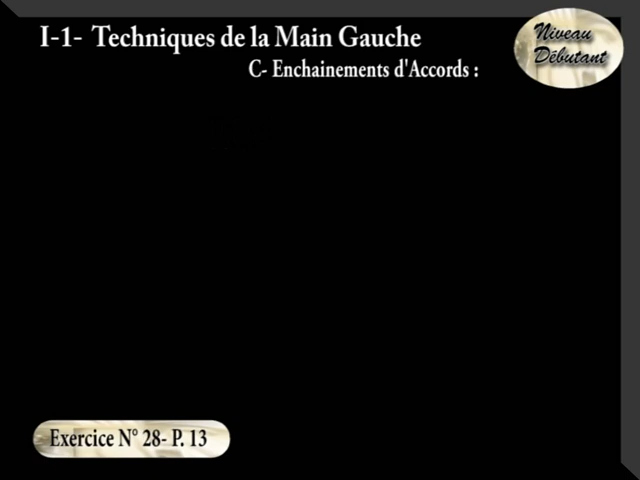 I-1- Techniques de la Main Gauche
C- Enchainements d'Accords :
Niveau
Débutant
Exercice N° 28- P. 13